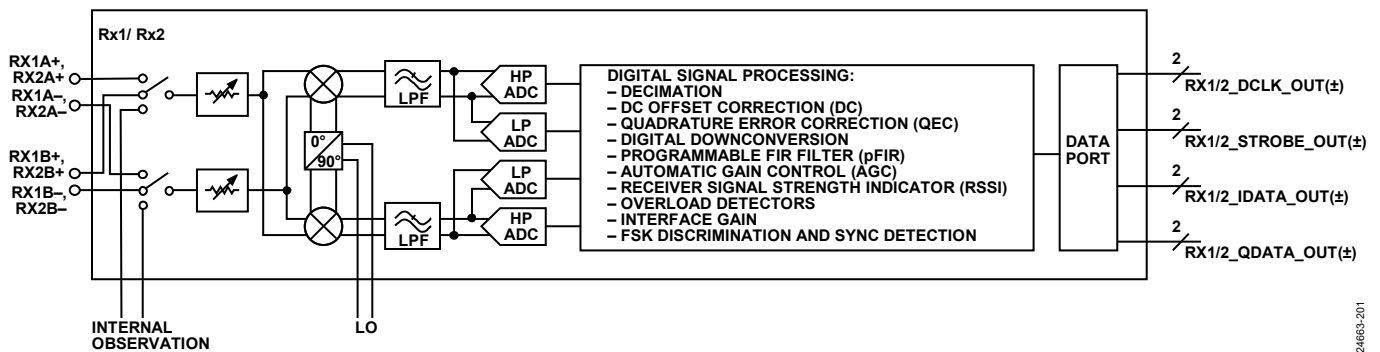 Rx1/ Rx2
RX1A+,
RX2A+
RX1A–,
RX2A–
RX1B+,
RX2B+
RX1B–,
RX2B–
INTERNAL
OBSERVATION
0°
90°
LO
LPF
LPF
HP
ADC
LP
ADC
LP
ADC
HP
ADC
DIGITAL SIGNAL PROCESSING:
– DECIMATION
– DC OFFSET CORRECTION (DC)
– QUADRATURE ERROR CORRECTION (QEC)
– DIGITAL DOWNCONVERSION
– PROGRAMMABLE FIR FILTER (pFIR)
– AUTOMATIC GAIN CONTROL (AGC)
– RECEIVER SIGNAL STRENGTH INDICATOR (RSSI)
– OVERLOAD DETECTORS
– INTERFACE GAIN
– FSK DISCRIMINATION AND SYNC DETECTION
DATA
PORT
2
RX1/2_DCLK_OUT(±)
2
RX1/2_STROBE_OUT(±)
2
RX1/2_IDATA_OUT(±)
2
RX1/2_QDATA_OUT(±)
24663-201